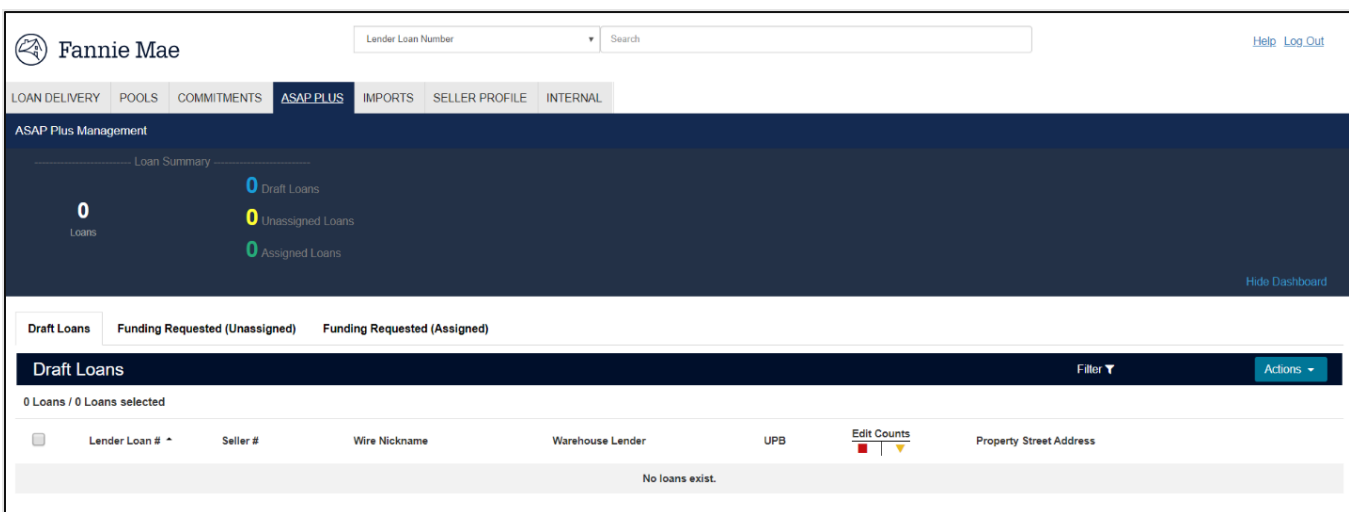 Fannie Mae
Lender Loan Number
Search
Help Log Out
LOAN DELIVERY POOLS COMMITMENTS ASAP PLUS IMPORTS SELLER PROFILE INTERNAL
ASAP Plus Management
Loan Summary
0 Draft Loans
0
Loans
0 Unassigned Loans
0 Assigned Loans
Hide Dashboard
Draft Loans Funding Requested (Unassigned) Funding Requested (Assigned)
Draft Loans Filter Actions
0 Loans / 0 Loans selected
Lender Loan # Seller # Wire Nickname Warehouse Lender UPB Edit Counts Property Street Address
No loans exist.